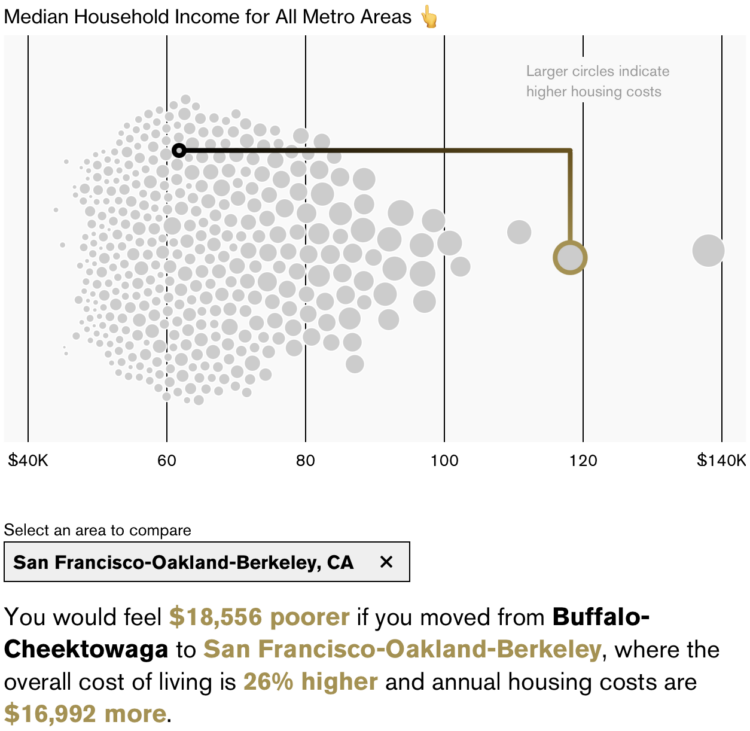 Median Household Income for All Metro Areas 👆
Larger circles indicate
higher housing costs
$40K 60 80 100 120 $140K
Select an area to compare
San Francisco-Oakland-Berkeley, CA ✕
You would feel $18,556 poorer if you moved from Buffalo-
Cheektowaga to San Francisco-Oakland-Berkeley, where the
overall cost of living is 26% higher and annual housing costs are
$16,992 more.